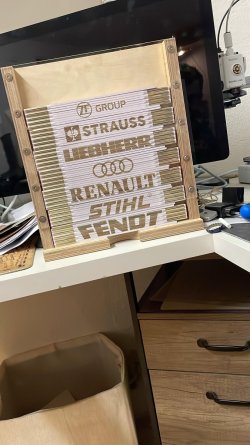 ZF GROUP
STRAUSS
LIEBHERR
RENAULT
STIHL
FENDT